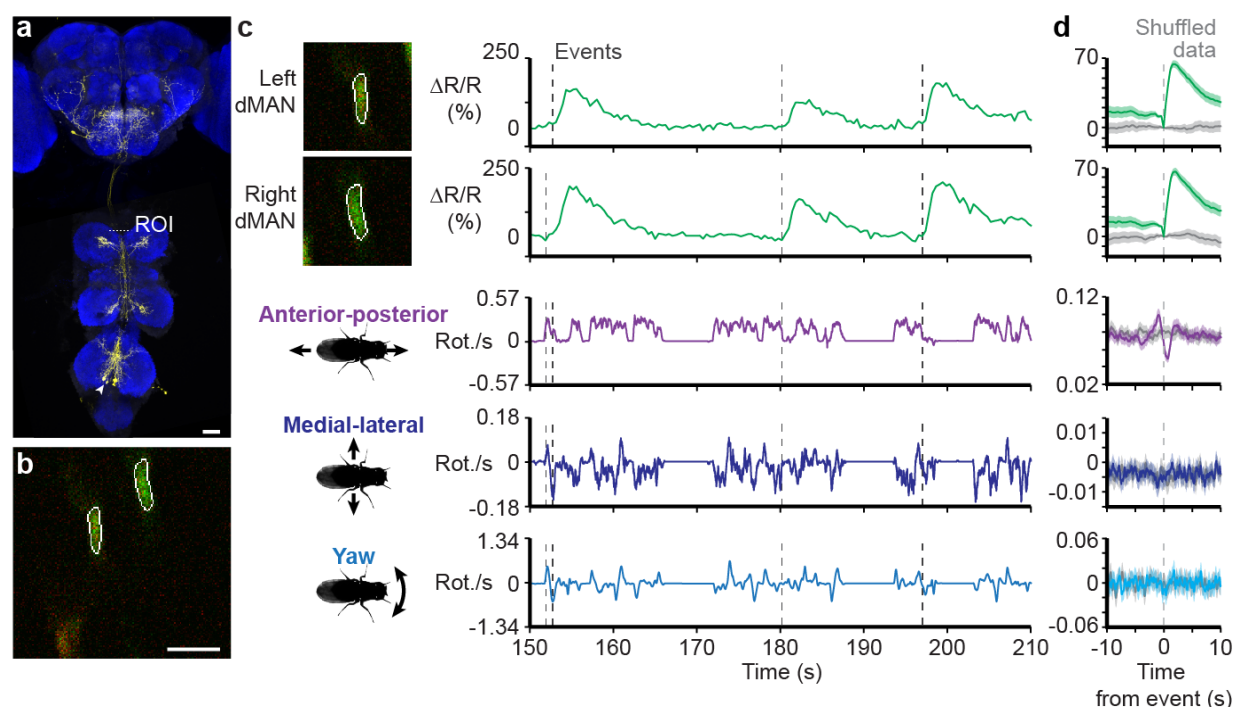 a
ROI
b
c
Left
dMAN
ΔR/R
(%)
250
0
Events
Right
dMAN
ΔR/R
(%)
250
0
Anterior-posterior
Rot./s
0.57
0
-0.57
Medial-lateral
Rot./s
0.18
0
-0.18
Yaw
Rot./s
1.34
0
-1.34
150 160 170 180 190 200 210
Time (s)
d
Shuffled
data
70
0
70
0
0.12
0.02
0.01
-0.01
0.06
0
-0.06
-10 0 10
Time
from event (s)